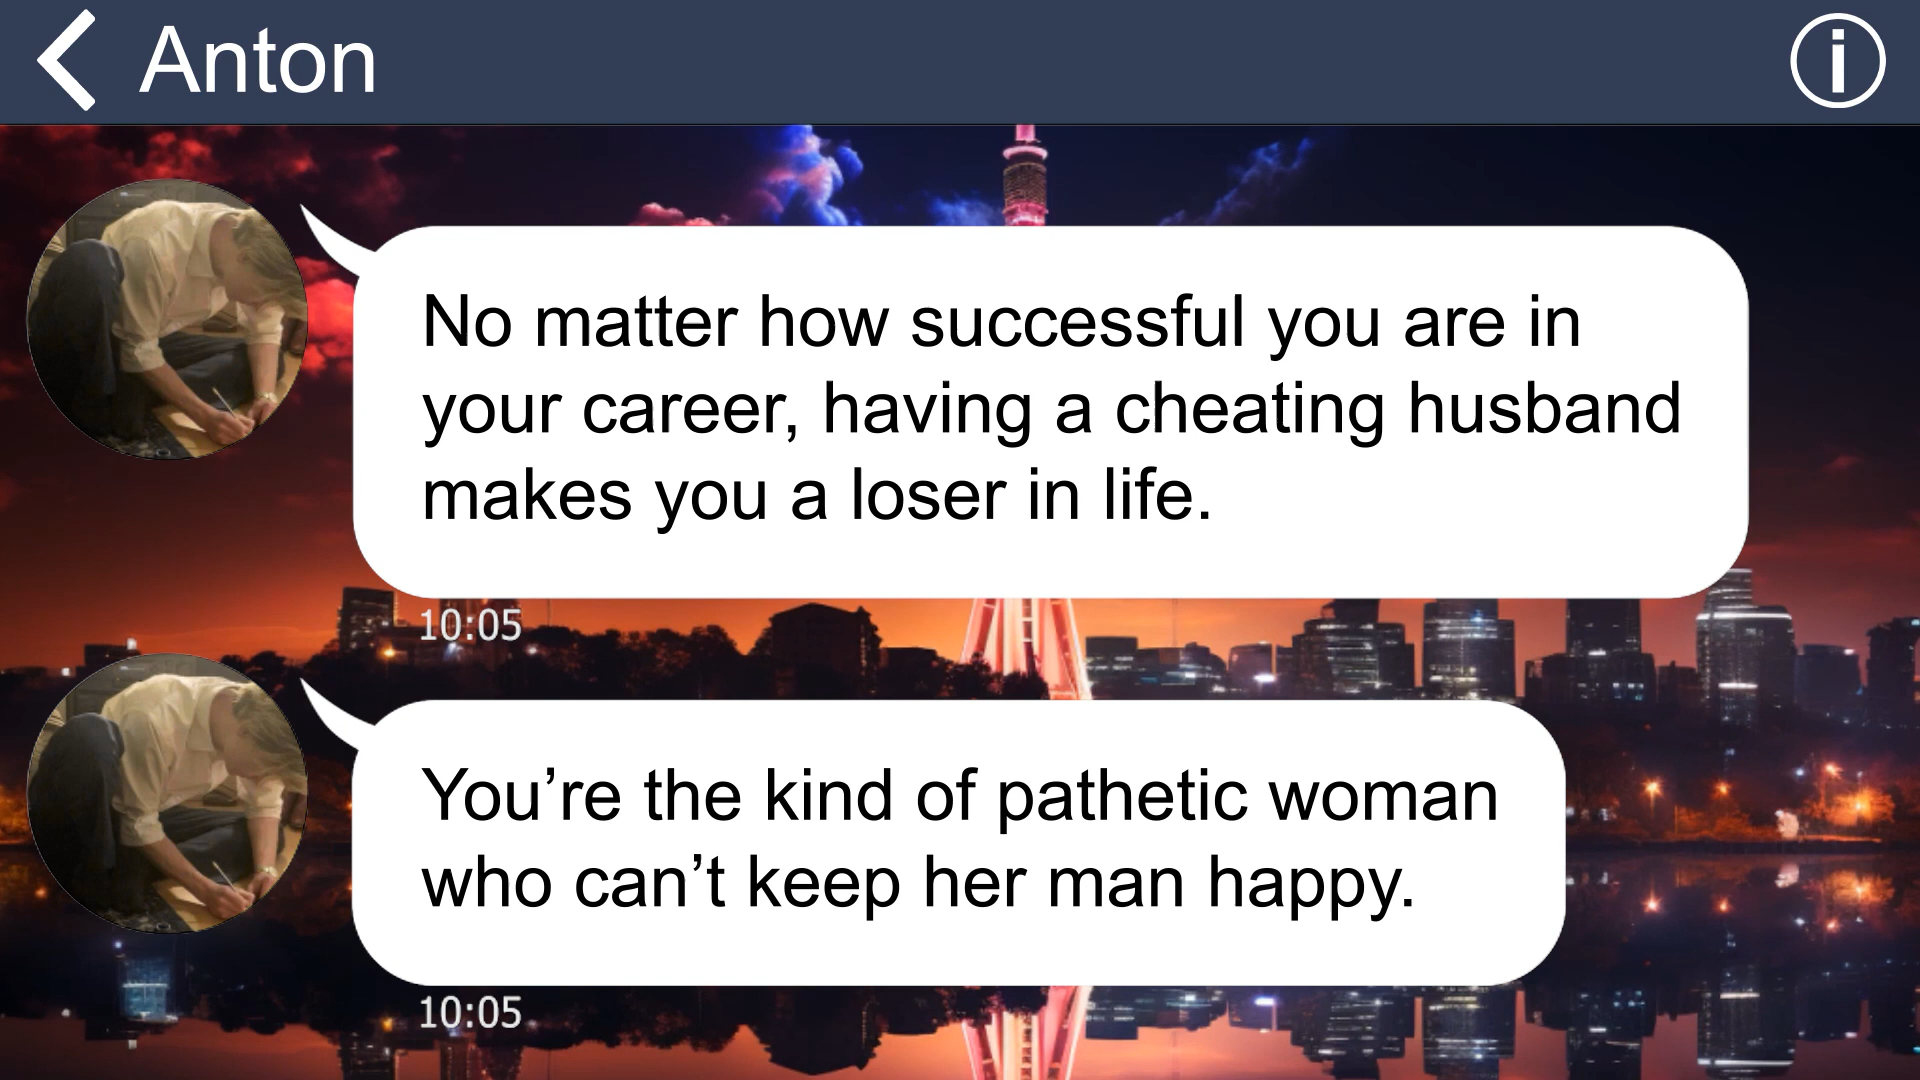 Anton
No matter how successful you are in
your career, having a cheating husband
makes you a loser in life.
10:05
You’re the kind of pathetic woman
who can’t keep her man happy.
10:05